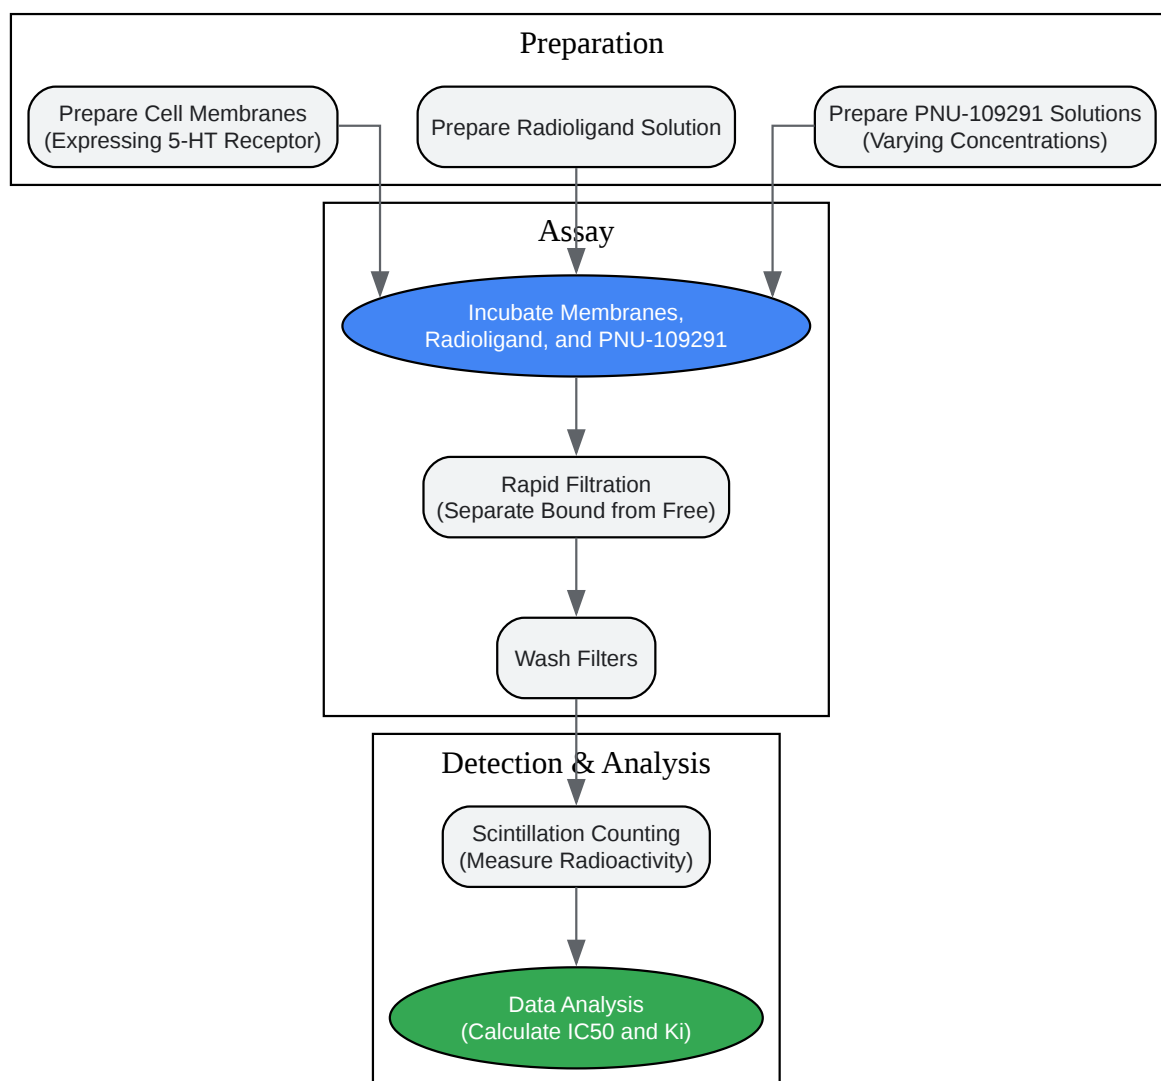 Preparation
Prepare Cell Membranes
(Expressing 5-HT Receptor)
Prepare Radioligand Solution
Prepare PNU-109291 Solutions
(Varying Concentrations)
Assay
Incubate Membranes,
Radioligand, and PNU-109291
Rapid Filtration
(Separate Bound from Free)
Wash Filters
Detection & Analysis
Scintillation Counting
(Measure Radioactivity)
Data Analysis
(Calculate IC50 and Ki)